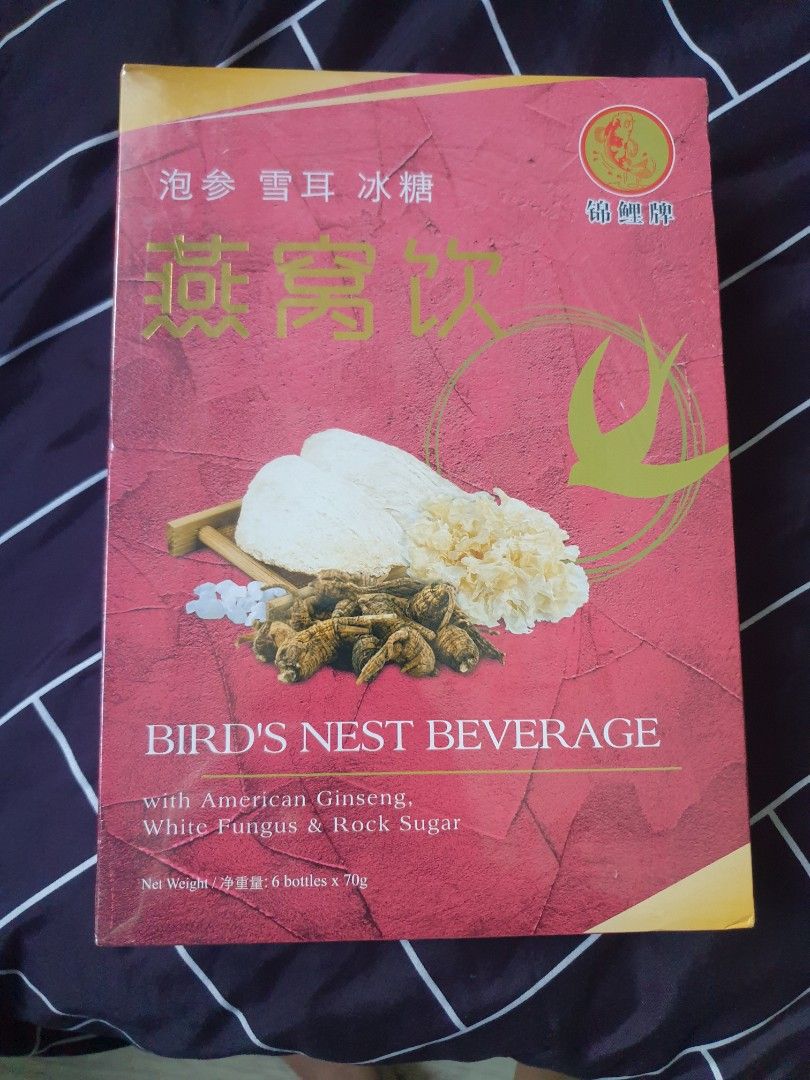 锦鲤牌
泡参 雪耳 冰糖
燕窝饮
BIRD'S NEST BEVERAGE
with American Ginseng,
White Fungus & Rock Sugar
Net Weight / 净重量: 6 bottles x 70g